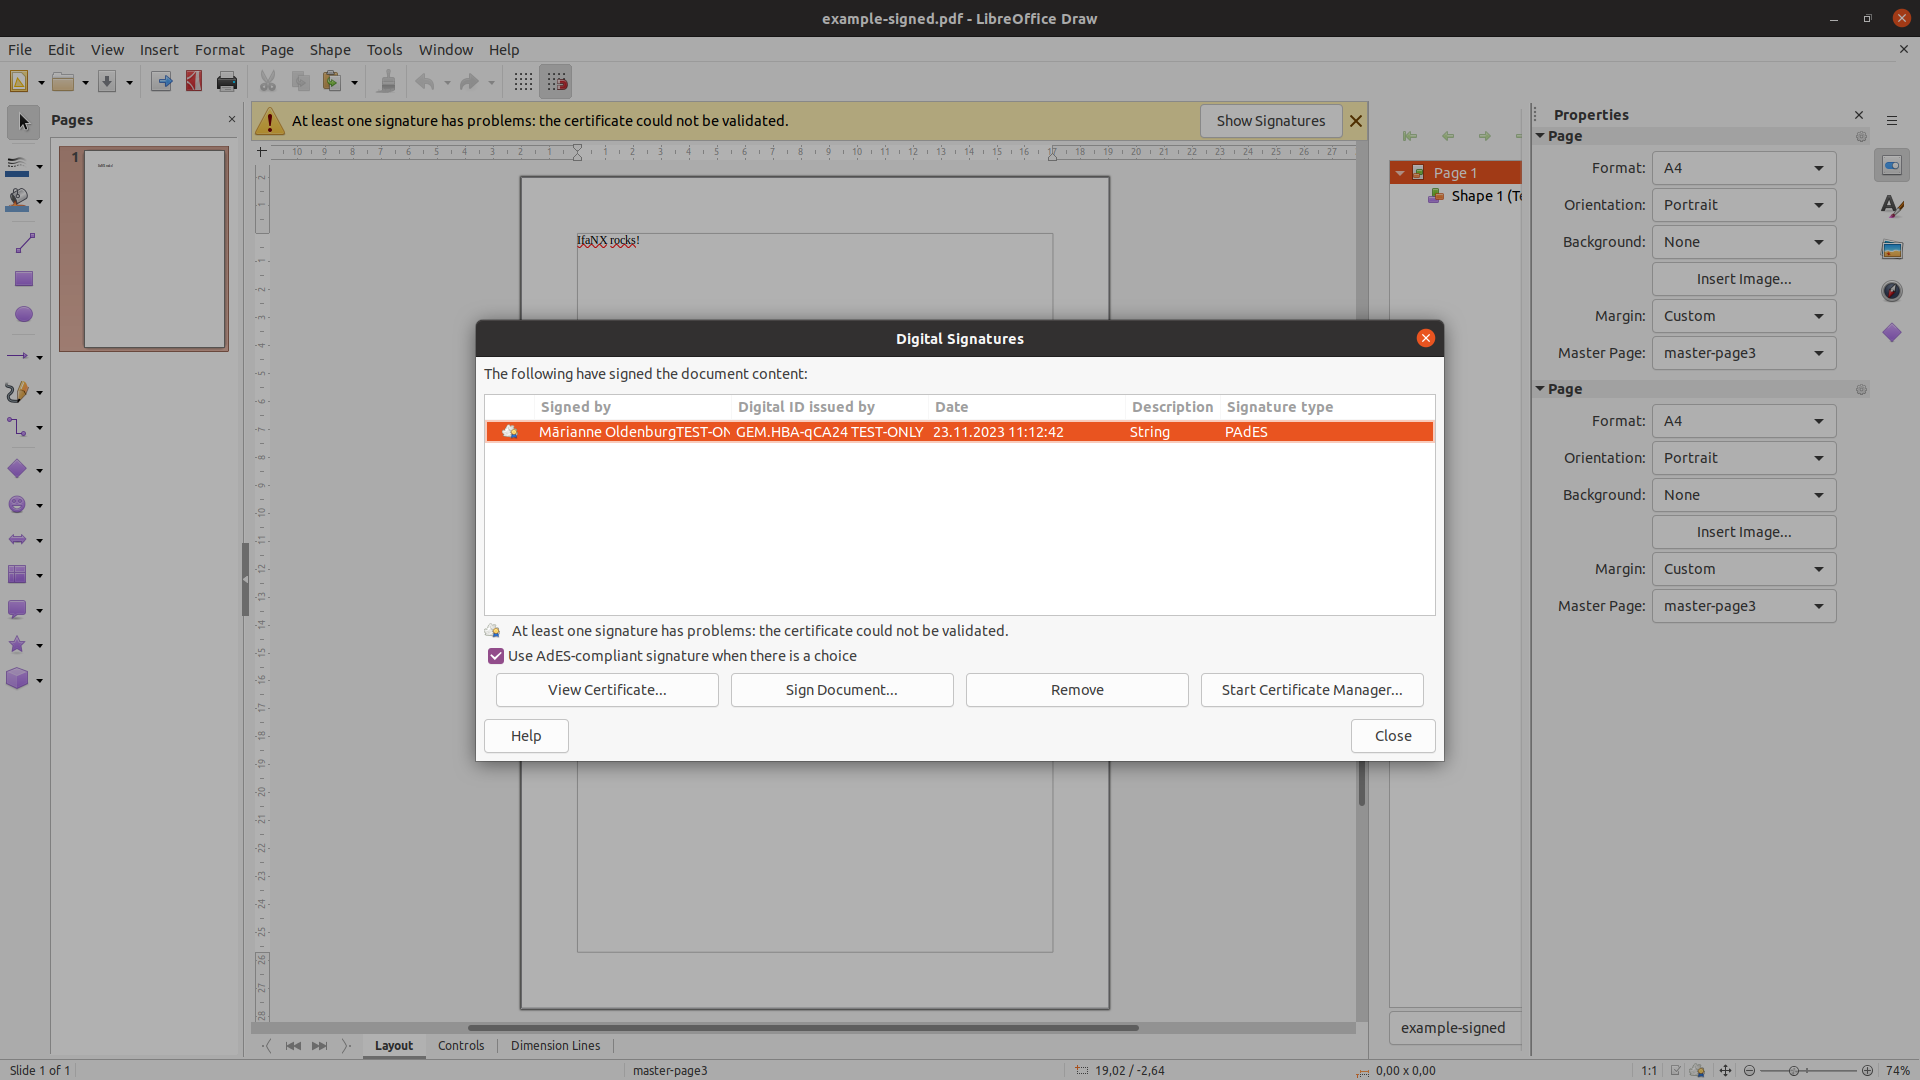 example-signed.pdf - LibreOffice Draw
File Edit View Insert Format Page Shape Tools Window Help
Pages
At least one signature has problems: the certificate could not be validated.
Show Signatures
1
IfaNX rocks!
Page 1
Shape 1 (Te
example-signed
Digital Signatures
The following have signed the document content:
Signed by Digital ID issued by Date Description Signature type
Mårianne OldenburgTEST-ON GEM.HBA-qCA24 TEST-ONLY 23.11.2023 11:12:42 String PAdES
At least one signature has problems: the certificate could not be validated.
Use AdES-compliant signature when there is a choice
View Certificate... Sign Document... Remove Start Certificate Manager...
Help Close
Properties
Page
Format: A4
Orientation: Portrait
Background: None
Insert Image...
Margin: Custom
Master Page: master-page3
Page
Format: A4
Orientation: Portrait
Background: None
Insert Image...
Margin: Custom
Master Page: master-page3
Layout Controls Dimension Lines
Slide 1 of 1 master-page3 19,02 / -2,64 0,00 x 0,00 1:1 74%